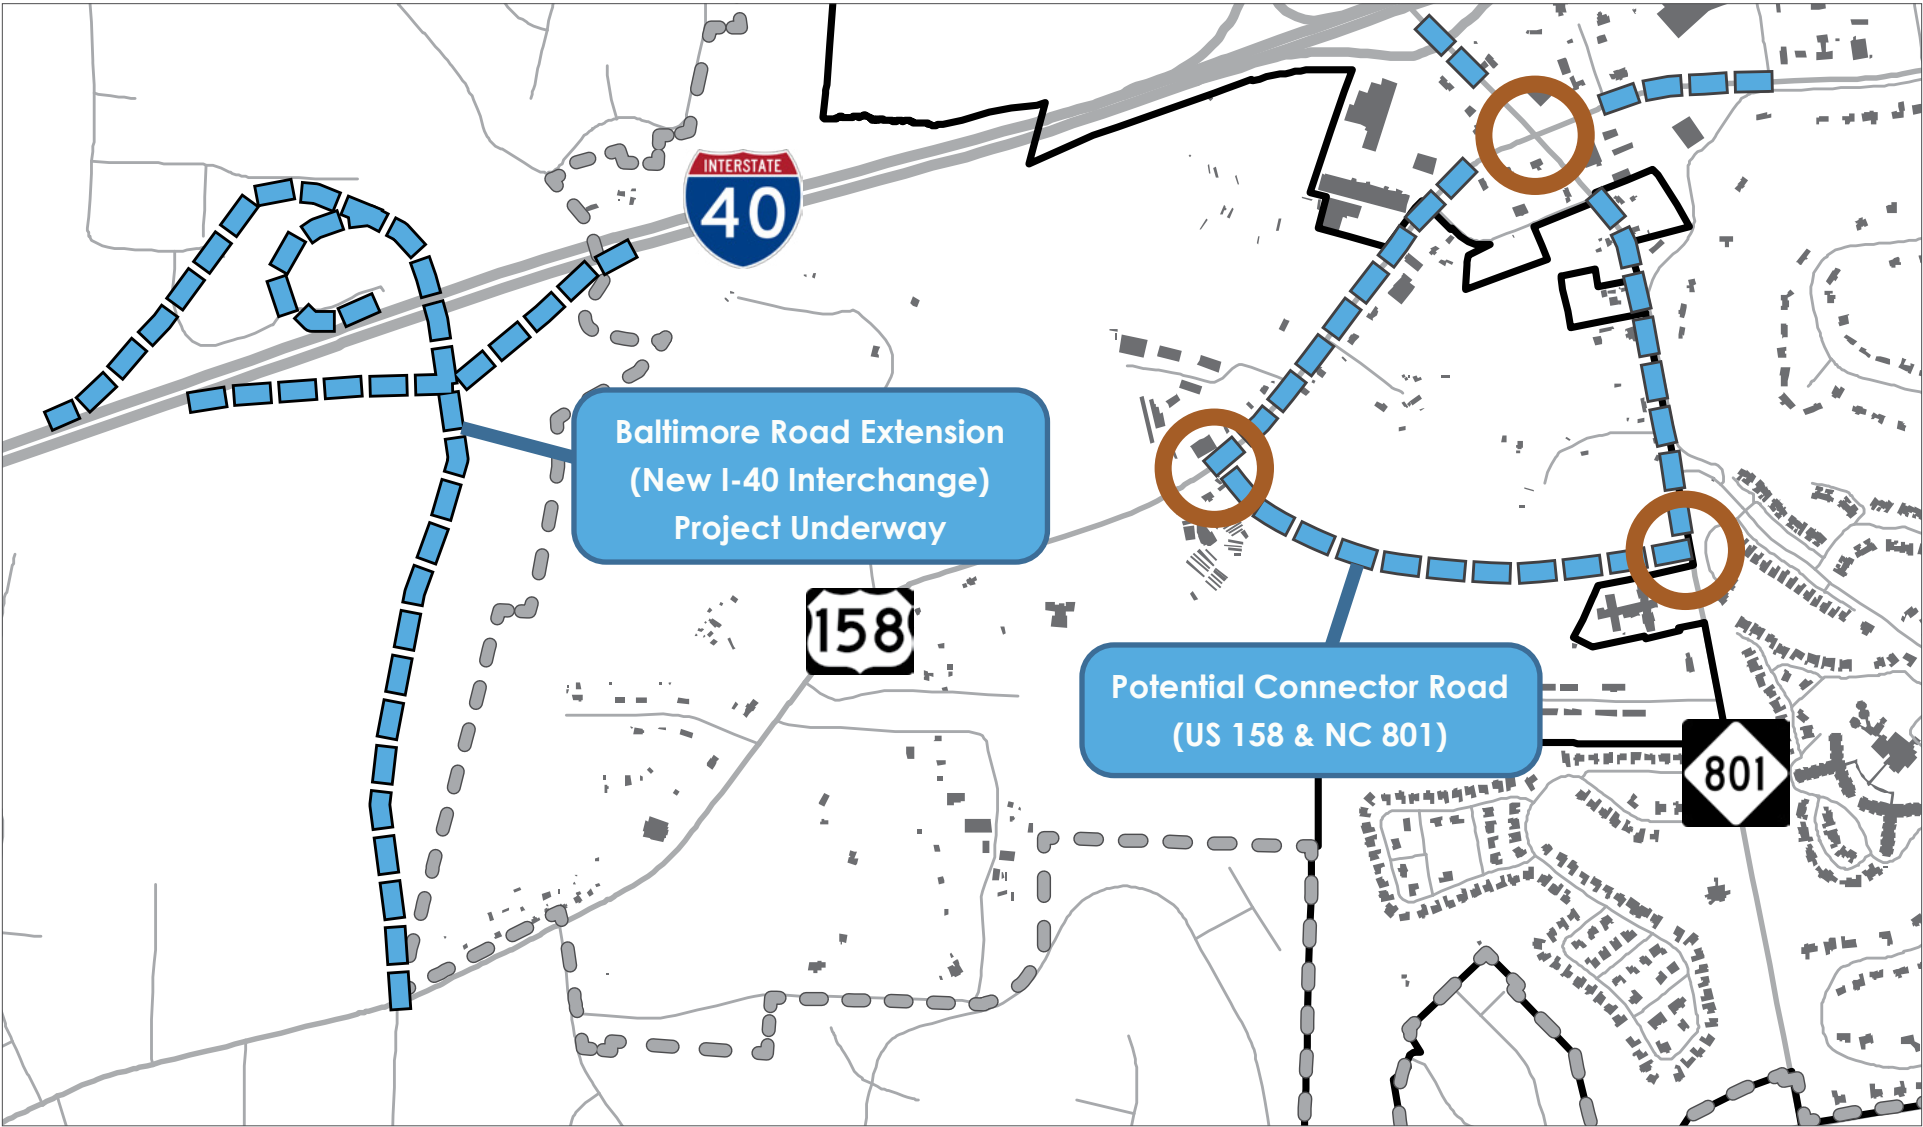 INTERSTATE
40
Baltimore Road Extension
(New I-40 Interchange)
Project Underway
158
Potential Connector Road
(US 158 & NC 801)
801